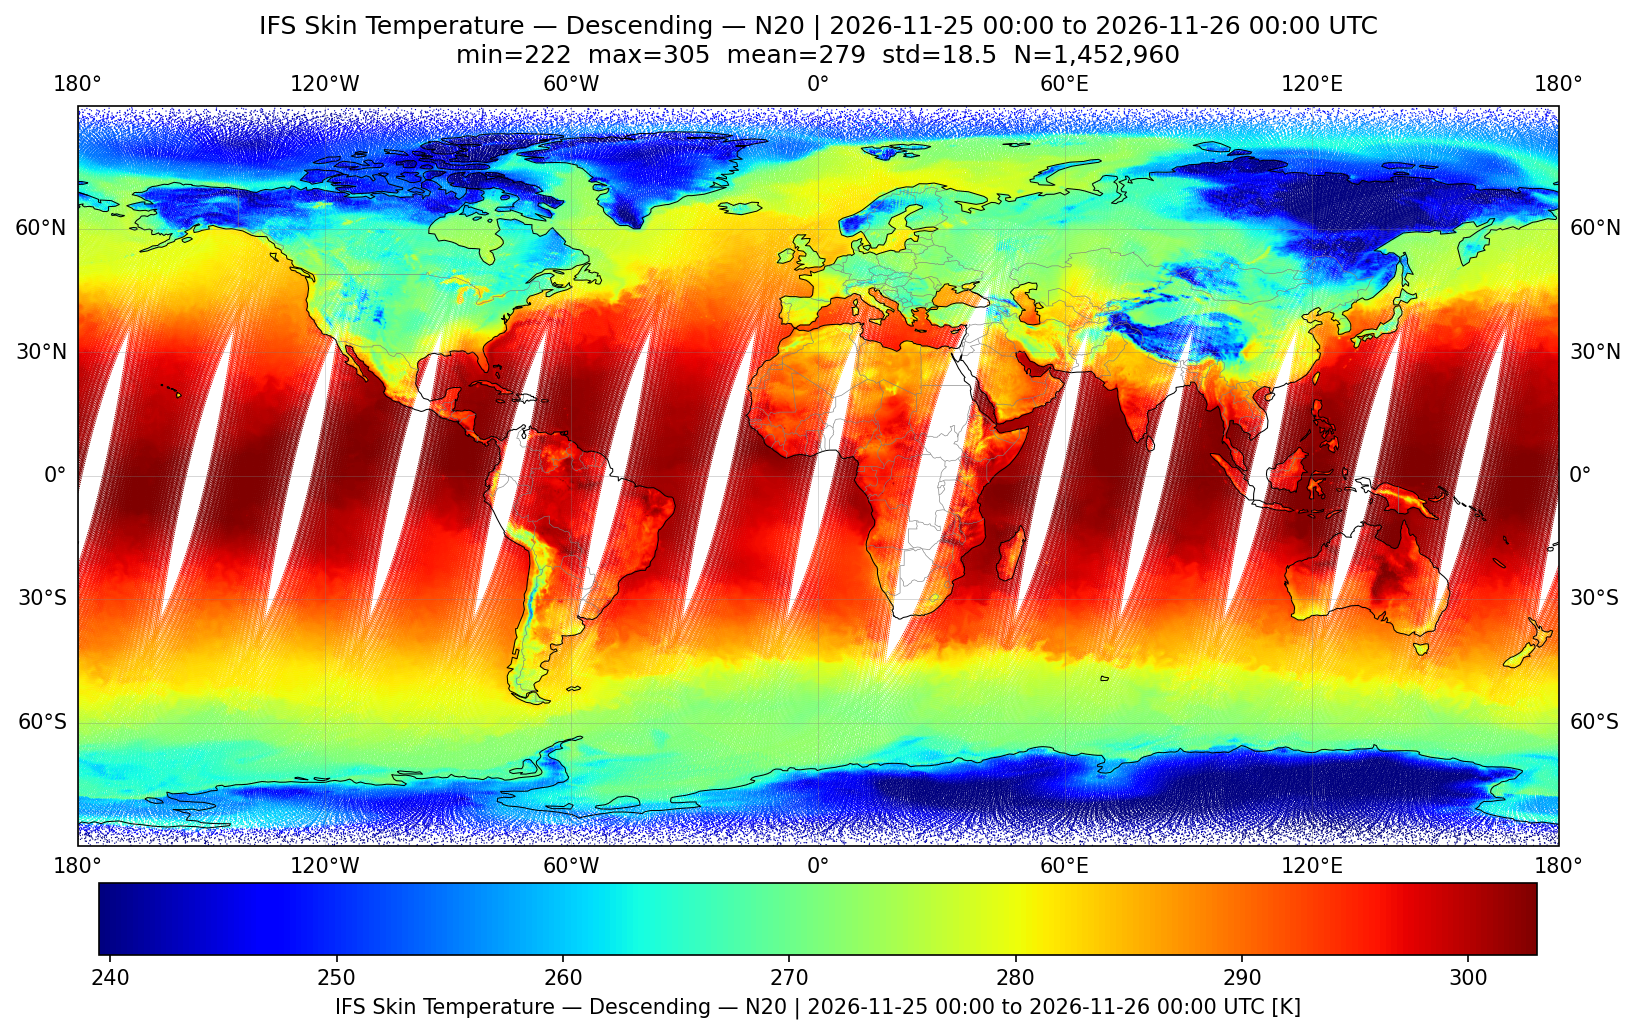 IFS Skin Temperature — Descending — N20 | 2026-11-25 00:00 to 2026-11-26 00:00 UTC
min=222  max=305  mean=279  std=18.5  N=1,452,960
180° 120°W 60°W 0° 60°E 120°E 180°
60°N 60°N
30°N 30°N
0° 0°
30°S 30°S
60°S 60°S
180° 120°W 60°W 0° 60°E 120°E 180°
240 250 260 270 280 290 300
IFS Skin Temperature — Descending — N20 | 2026-11-25 00:00 to 2026-11-26 00:00 UTC [K]